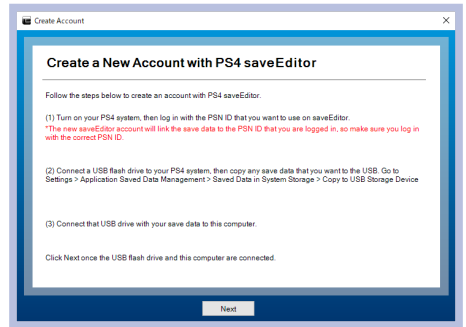 Create Account
Create a New Account with PS4 saveEditor
Follow the steps below to create an account with PS4 saveEditor.
(1) Turn on your PS4 system, then log in with the PSN ID that you want to use on saveEditor.
*The new saveEditor account will link the save data to the PSN ID that you are logged in, so make sure you log in
with the correct PSN ID.
(2) Connect a USB flash drive to your PS4 system, then copy any save data that you want to the USB. Go to
Settings > Application Saved Data Management > Saved Data in System Storage > Copy to USB Storage Device
(3) Connect that USB drive with your save data to this computer.
Click Next once the USB flash drive and this computer are connected.
Next